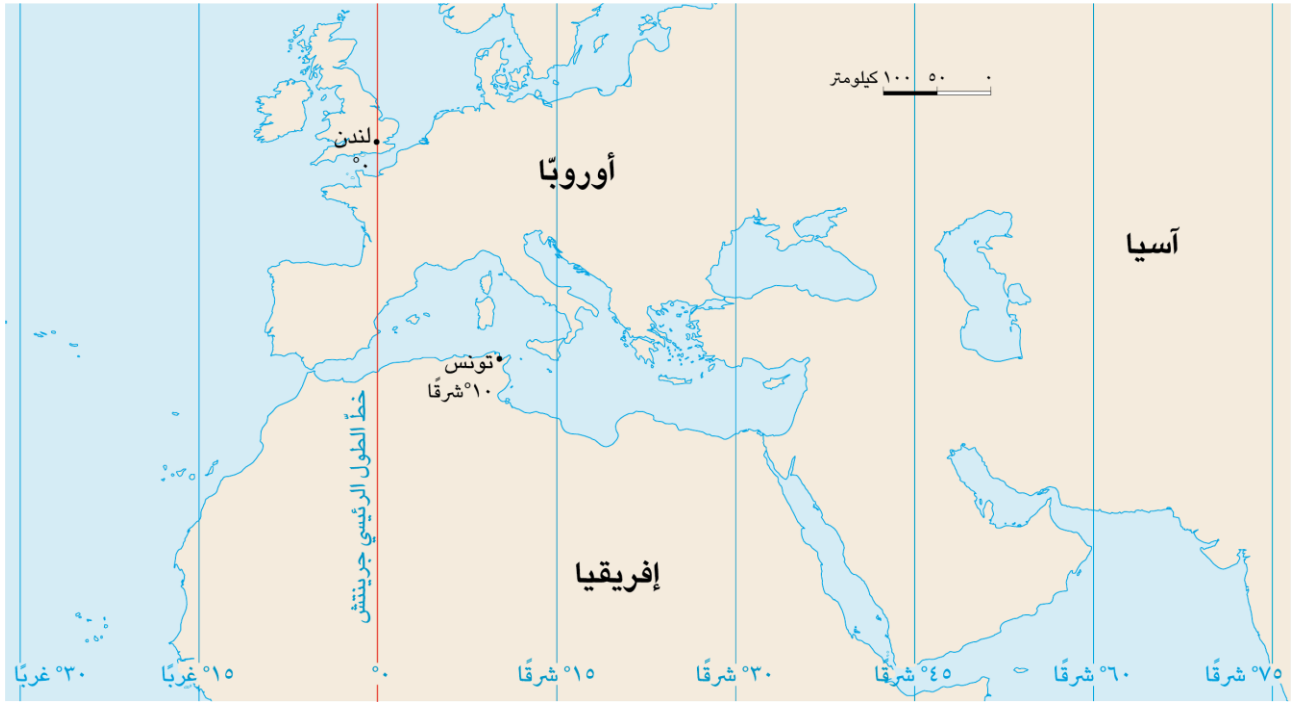 ٠ ٥٠ ١٠٠ كيلومتر
لندن
٠°
أوروبّا
آسيا
تونس
١٠°شرقًا
خطّ الطول الرئيسي جرينتش
إفريقيا
٧٥° شرقًا
٦٠° شرقًا
٤٥° شرقًا
٣٠° شرقًا
١٥° شرقًا
٠°
١٥° غربًا
٣٠° غربًا